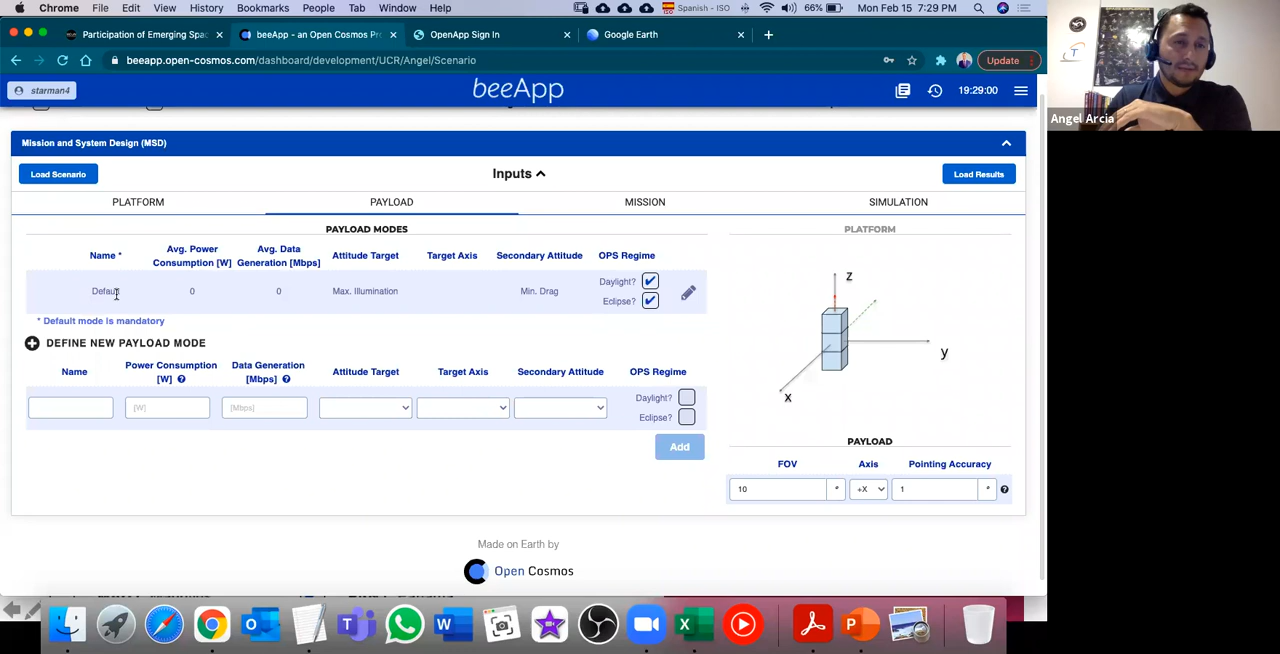 Chrome File Edit View History Bookmarks People Tab Window Help Spanish - ISO 66% Mon Feb 15 7:29 PM
Participation of Emerging Spac × beeApp - an Open Cosmos Pr × OpenApp Sign In × Google Earth × +
beeapp.open-cosmos.com/dashboard/development/UCR/Angel/Scenario Update
starman4 beeApp 19:29:00
Angel Arcia
Mission and System Design (MSD)
Load Scenario Inputs Load Results
PLATFORM PAYLOAD MISSION SIMULATION
PAYLOAD MODES PLATFORM
Name * Avg. Power Consumption [W] Avg. Data Generation [Mbps] Attitude Target Target Axis Secondary Attitude OPS Regime
Default 0 0 Max. Illumination Min. Drag Daylight? Eclipse?
z
y
x
* Default mode is mandatory
DEFINE NEW PAYLOAD MODE
Name Power Consumption [W] ? Data Generation [Mbps] ? Attitude Target Target Axis Secondary Attitude OPS Regime
[W] [Mbps] Daylight? Eclipse?
Add
PAYLOAD
FOV Axis Pointing Accuracy
10 ° +X 1 ° ?
Made on Earth by
Open Cosmos